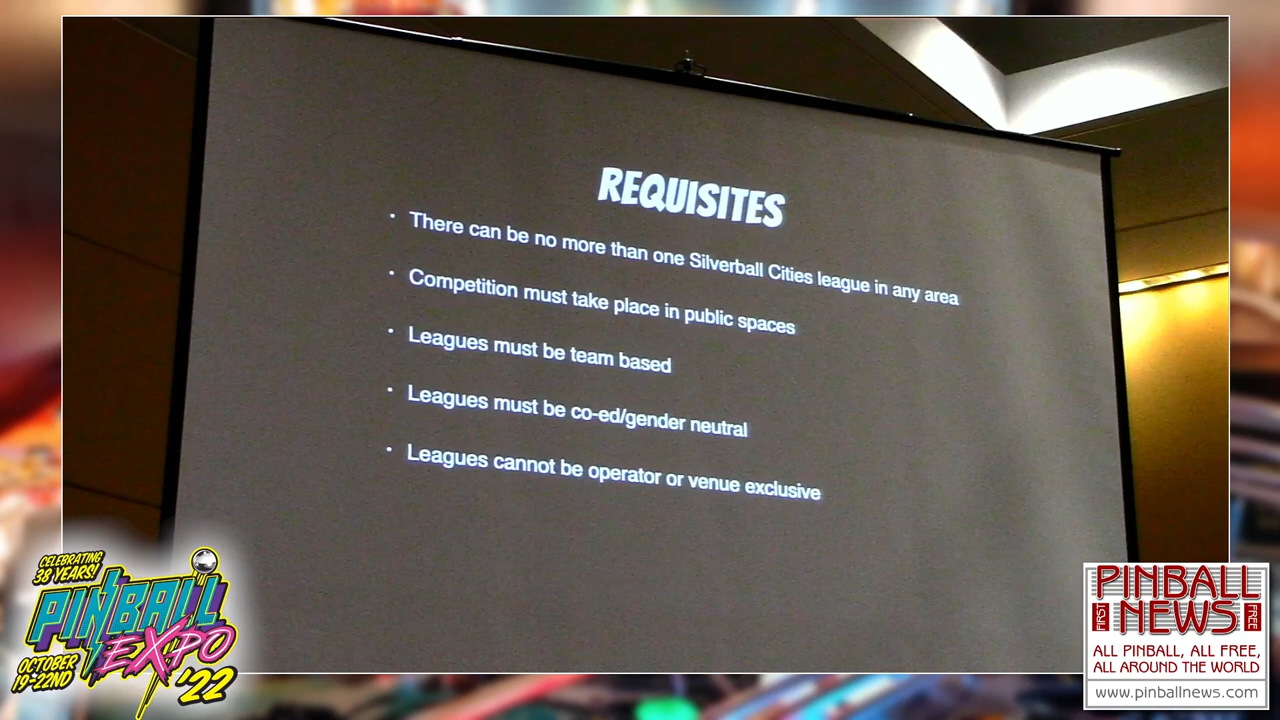 REQUISITES
• There can be no more than one Silverball Cities league in any area
• Competition must take place in public spaces
• Leagues must be team based
• Leagues must be co-ed/gender neutral
• Leagues cannot be operator or venue exclusive
CELEBRATING
38 YEARS!
PINBALL
EXPO
OCTOBER
19-22ND
'22
PINBALL
FIRST NEWS FREE
ALL PINBALL, ALL FREE,
ALL AROUND THE WORLD
www.pinballnews.com